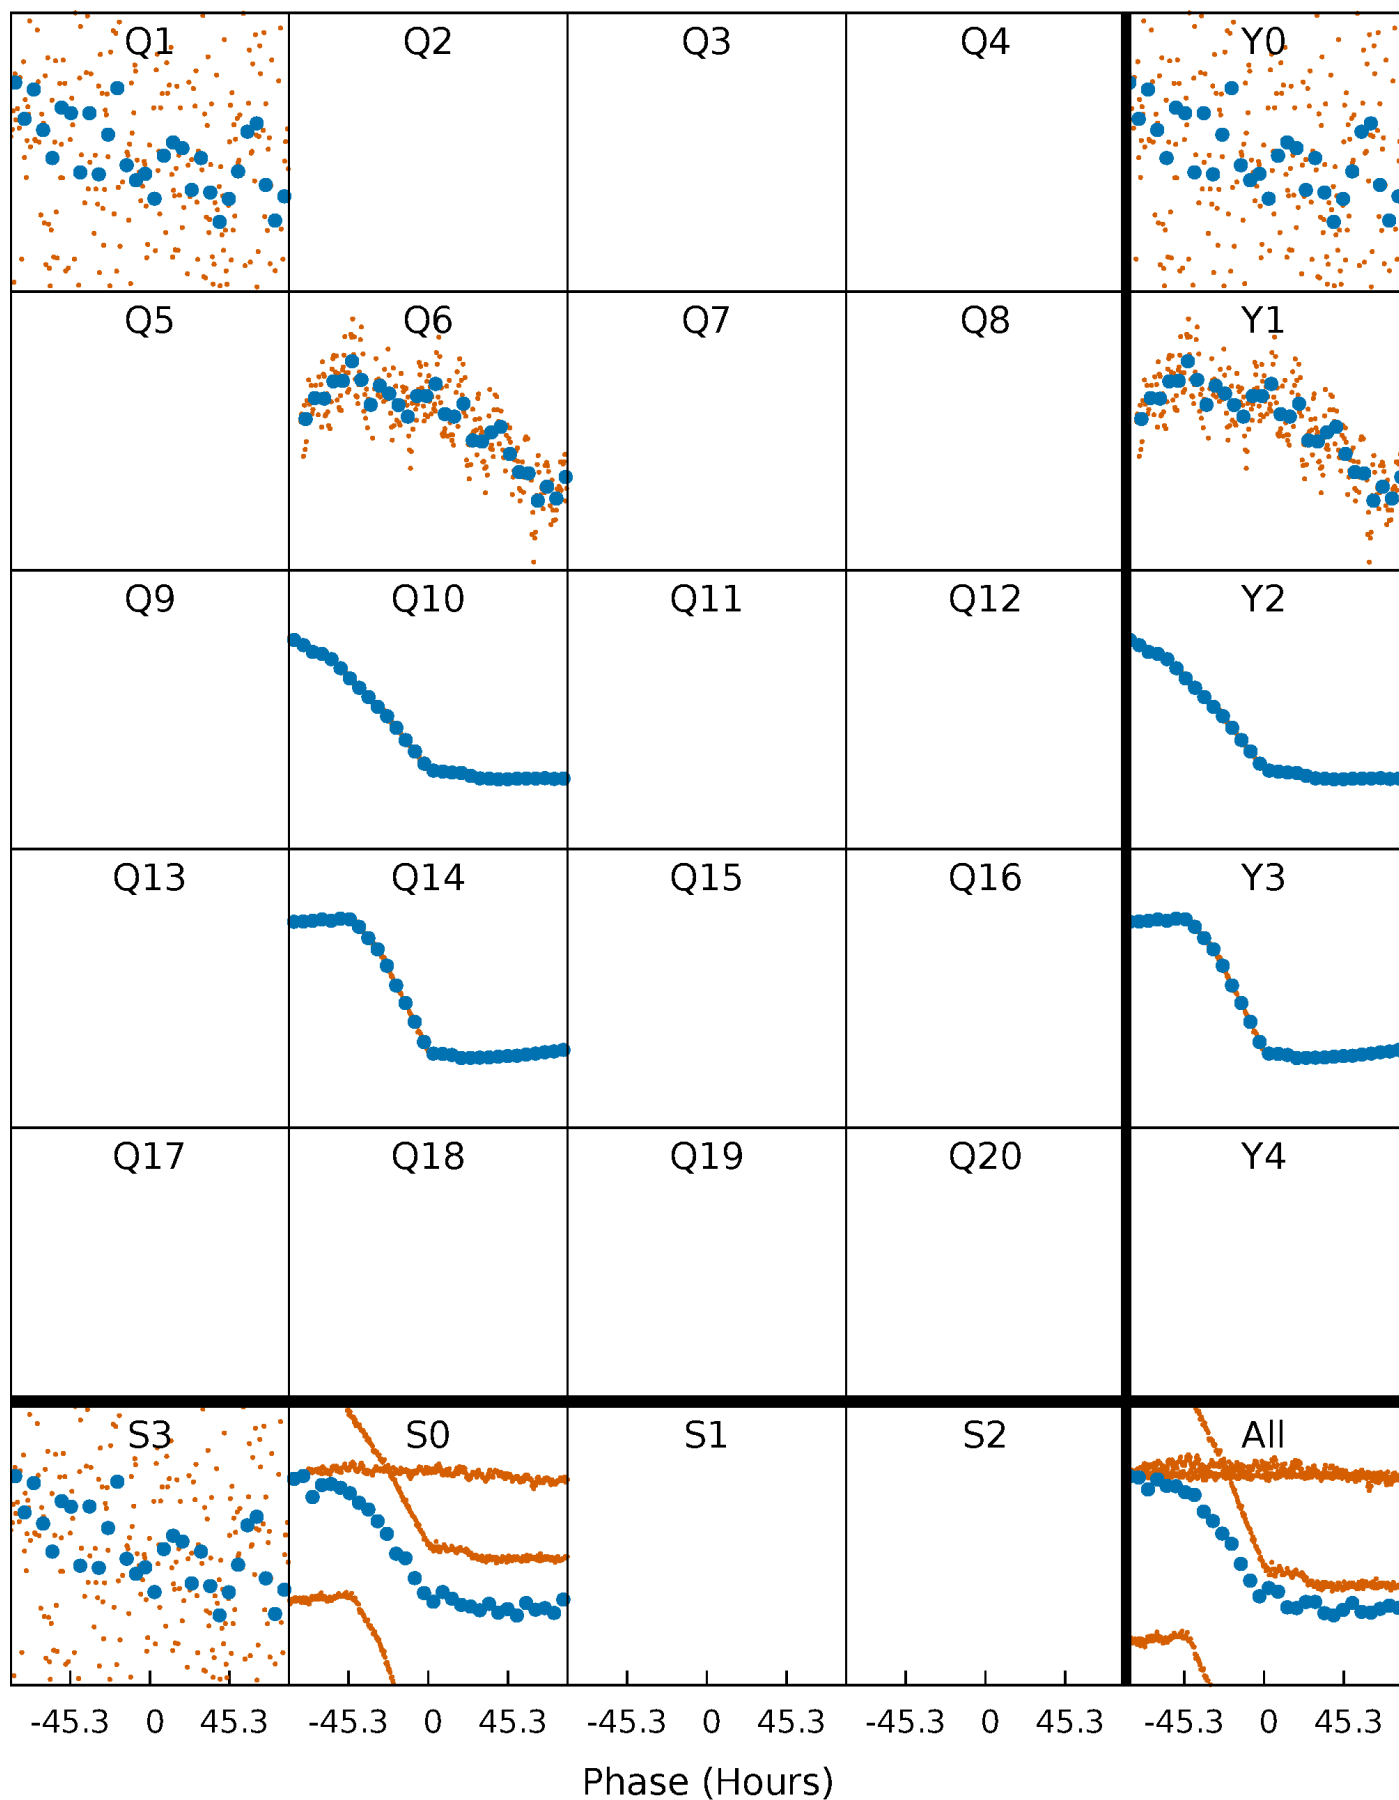 Q1 Q2 Q3 Q4 Y0
Q5 Q6 Q7 Q8 Y1
Q9 Q10 Q11 Q12 Y2
Q13 Q14 Q15 Q16 Y3
Q17 Q18 Q19 Q20 Y4
S3 S0 S1 S2 All
-45.3 0 45.3 -45.3 0 45.3 -45.3 0 45.3 -45.3 0 45.3 -45.3 0 45.3
Phase (Hours)